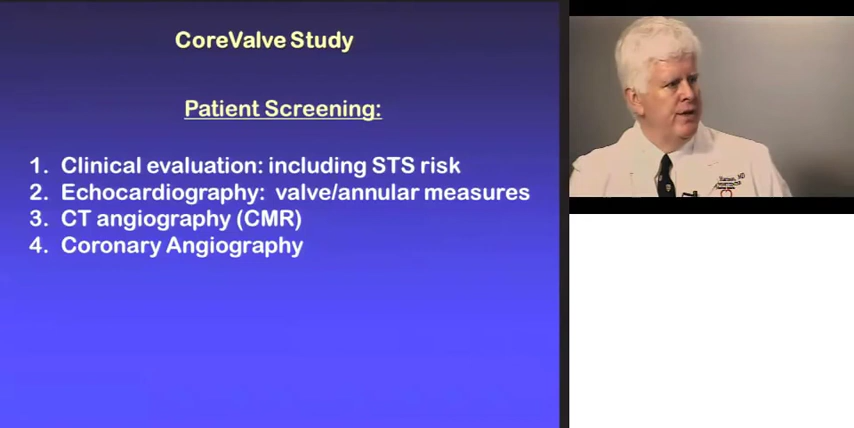 CoreValve Study
Patient Screening:
1. Clinical evaluation: including STS risk
2. Echocardiography: valve/annular measures
3. CT angiography (CMR)
4. Coronary Angiography